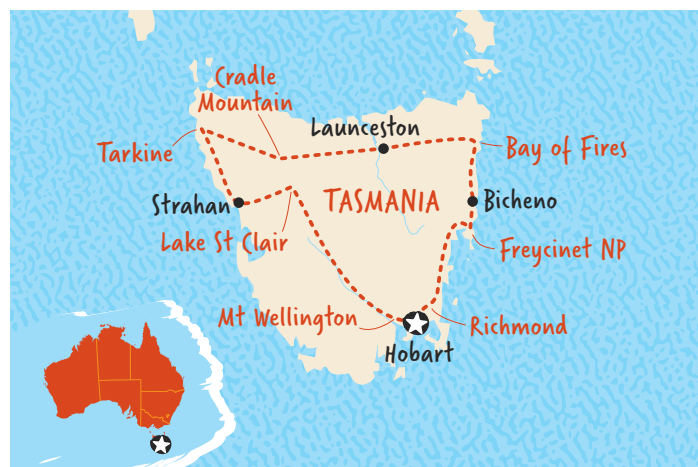 Cradle
Mountain
Launceston
Tarkine
Bay of Fires
Strahan
TASMANIA
Bicheno
Lake St Clair
Freycinet NP
Mt Wellington
Richmond
Hobart